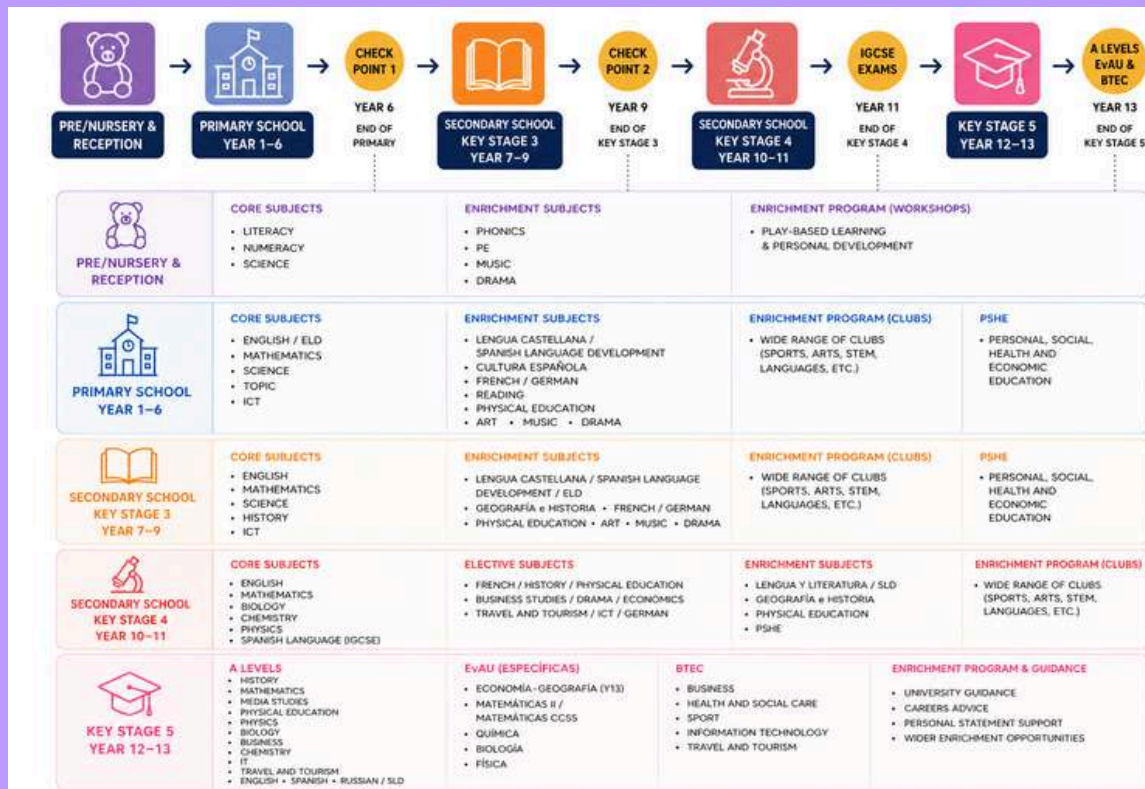 CHECK POINT 1
CHECK POINT 2
IGCSE EXAMS
A LEVELS EvAU & BTEC
PRE/NURSERY & RECEPTION
PRIMARY SCHOOL YEAR 1–6
YEAR 6
END OF PRIMARY
SECONDARY SCHOOL KEY STAGE 3 YEAR 7–9
YEAR 9
END OF KEY STAGE 3
SECONDARY SCHOOL KEY STAGE 4 YEAR 10–11
YEAR 11
END OF KEY STAGE 4
KEY STAGE 5 YEAR 12–13
YEAR 13
END OF KEY STAGE 5
PRE/NURSERY & RECEPTION
CORE SUBJECTS
• LITERACY
• NUMERACY
• SCIENCE
ENRICHMENT SUBJECTS
• PHONICS
• PE
• MUSIC
• DRAMA
ENRICHMENT PROGRAM (WORKSHOPS)
• PLAY-BASED LEARNING
& PERSONAL DEVELOPMENT
PRIMARY SCHOOL
YEAR 1–6
CORE SUBJECTS
• ENGLISH / ELD
• MATHEMATICS
• SCIENCE
• TOPIC
• ICT
ENRICHMENT SUBJECTS
• LENGUA CASTELLANA /
SPANISH LANGUAGE DEVELOPMENT
• CULTURA ESPAÑOLA
• FRENCH / GERMAN
• READING
• PHYSICAL EDUCATION
• ART • MUSIC • DRAMA
ENRICHMENT PROGRAM (CLUBS)
• WIDE RANGE OF CLUBS
(SPORTS, ARTS, STEM,
LANGUAGES, ETC.)
PSHE
• PERSONAL, SOCIAL,
HEALTH AND
ECONOMIC
EDUCATION
SECONDARY SCHOOL
KEY STAGE 3
YEAR 7–9
CORE SUBJECTS
• ENGLISH
• MATHEMATICS
• SCIENCE
• HISTORY
• ICT
ENRICHMENT SUBJECTS
• LENGUA CASTELLANA / SPANISH LANGUAGE
DEVELOPMENT / ELD
• GEOGRAFÍA e HISTORIA • FRENCH / GERMAN
• PHYSICAL EDUCATION • ART • MUSIC • DRAMA
ENRICHMENT PROGRAM (CLUBS)
• WIDE RANGE OF CLUBS
(SPORTS, ARTS, STEM,
LANGUAGES, ETC.)
PSHE
• PERSONAL, SOCIAL,
HEALTH AND
ECONOMIC
EDUCATION
SECONDARY SCHOOL
KEY STAGE 4
YEAR 10–11
CORE SUBJECTS
• ENGLISH
• MATHEMATICS
• BIOLOGY
• CHEMISTRY
• PHYSICS
• SPANISH LANGUAGE (IGCSE)
ELECTIVE SUBJECTS
• FRENCH / HISTORY / PHYSICAL EDUCATION
• BUSINESS STUDIES / DRAMA / ECONOMICS
• TRAVEL AND TOURISM / ICT / GERMAN
ENRICHMENT SUBJECTS
• LENGUA Y LITERATURA / SLD
• GEOGRAFÍA e HISTORIA
• PHYSICAL EDUCATION
• PSHE
ENRICHMENT PROGRAM (CLUBS)
• WIDE RANGE OF CLUBS
(SPORTS, ARTS, STEM,
LANGUAGES, ETC.)
KEY STAGE 5
YEAR 12–13
A LEVELS
• HISTORY
• MATHEMATICS
• MEDIA STUDIES
• PHYSICAL EDUCATION
• PHYSICS
• BIOLOGY
• BUSINESS
• CHEMISTRY
• IT
• TRAVEL AND TOURISM
• ENGLISH • SPANISH • RUSSIAN / SLD
EvAU (ESPECÍFICAS)
• ECONOMÍA-GEOGRAFÍA (Y13)
• MATEMÁTICAS II /
MATEMÁTICAS CCSS
• QUÍMICA
• BIOLOGÍA
• FÍSICA
BTEC
• BUSINESS
• HEALTH AND SOCIAL CARE
• SPORT
• INFORMATION TECHNOLOGY
• TRAVEL AND TOURISM
ENRICHMENT PROGRAM & GUIDANCE
• UNIVERSITY GUIDANCE
• CAREERS ADVICE
• PERSONAL STATEMENT SUPPORT
• WIDER ENRICHMENT OPPORTUNITIES